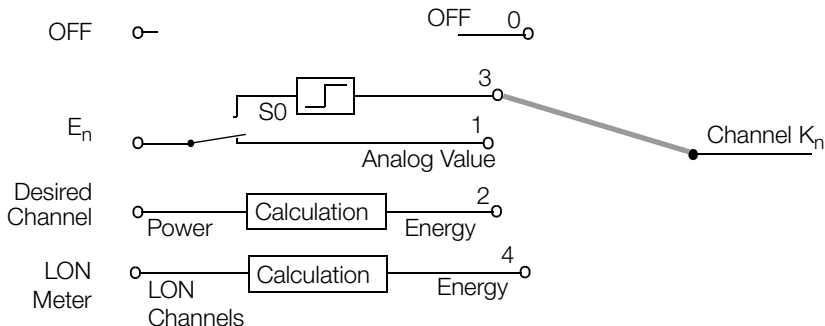 OFF
OFF 0
3
S0
En
1
Analog Value
Channel Kn
Desired
Channel
Power
Calculation
Energy
2
LON
Meter
LON
Channels
Calculation
Energy
4